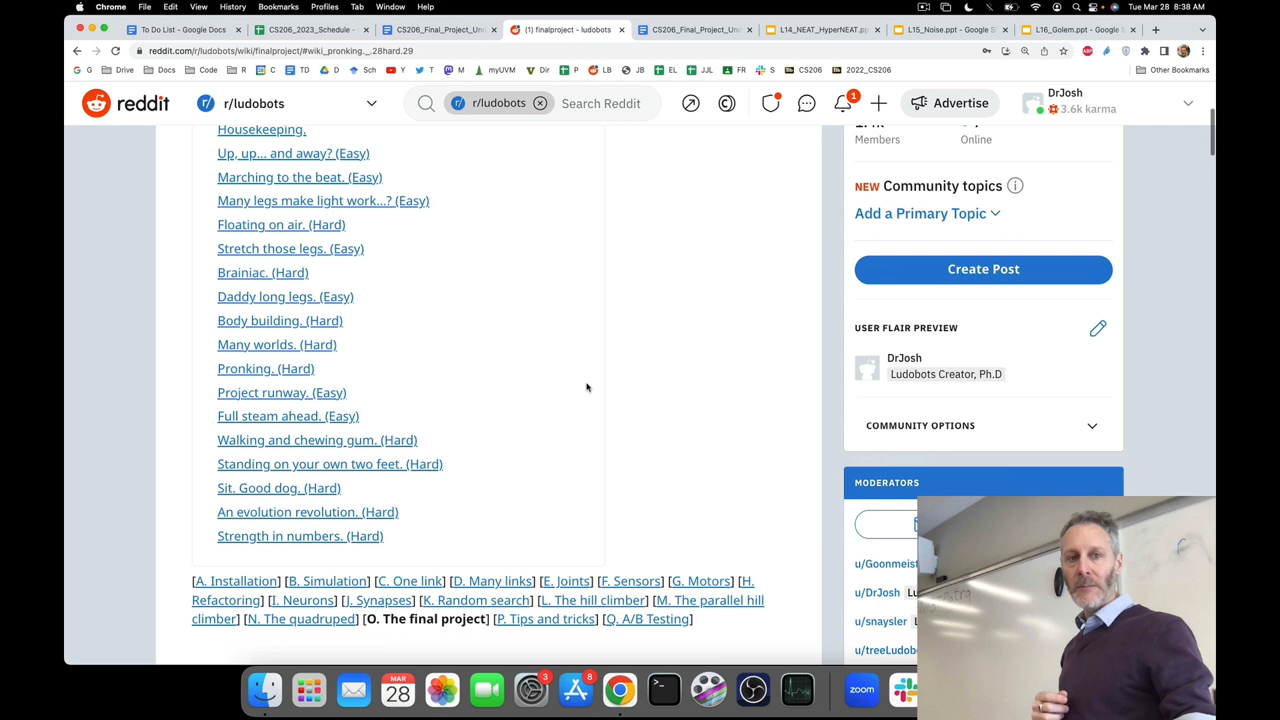 Chrome File Edit View History Bookmarks Profiles Tab Window Help Tue Mar 28 8:38 AM
To Do List - Google Docs CS206_2023_Schedule - CS206_Final_Project_Un (1) finalproject - ludobots CS206_Final_Project_Un L14_NEAT_HyperNEAT.pp L15_Noise.ppt - Google S L16_Golem.ppt - Google S
reddit.com/r/ludobots/wiki/finalproject/#wiki_pronking._.28hard.29
G Drive Docs Code R C TD D Sch Y T M myUVM Dir P LB JB EL JJL FR S CS206 2022_CS206 Other Bookmarks
reddit r/ludobots r/ludobots Search Reddit 1 Advertise DrJosh
3.6k karma
Members Online
Housekeeping.
Up, up... and away? (Easy)
Marching to the beat. (Easy)
Many legs make light work...? (Easy)
Floating on air. (Hard)
Stretch those legs. (Easy)
Brainiac. (Hard)
Daddy long legs. (Easy)
Body building. (Hard)
Many worlds. (Hard)
Pronking. (Hard)
Project runway. (Easy)
Full steam ahead. (Easy)
Walking and chewing gum. (Hard)
Standing on your own two feet. (Hard)
Sit. Good dog. (Hard)
An evolution revolution. (Hard)
Strength in numbers. (Hard)
[A. Installation] [B. Simulation] [C. One link] [D. Many links] [E. Joints] [F. Sensors] [G. Motors] [H.
Refactoring] [I. Neurons] [J. Synapses] [K. Random search] [L. The hill climber] [M. The parallel hill
climber] [N. The quadruped] [O. The final project] [P. Tips and tricks] [Q. A/B Testing]
NEW Community topics
Add a Primary Topic
Create Post
USER FLAIR PREVIEW
DrJosh
Ludobots Creator, Ph.D
COMMUNITY OPTIONS
MODERATORS
u/Goonmeist
u/DrJosh Lu
u/snaysler L
u/treeLudobo
MAR
28
3
8
zoom